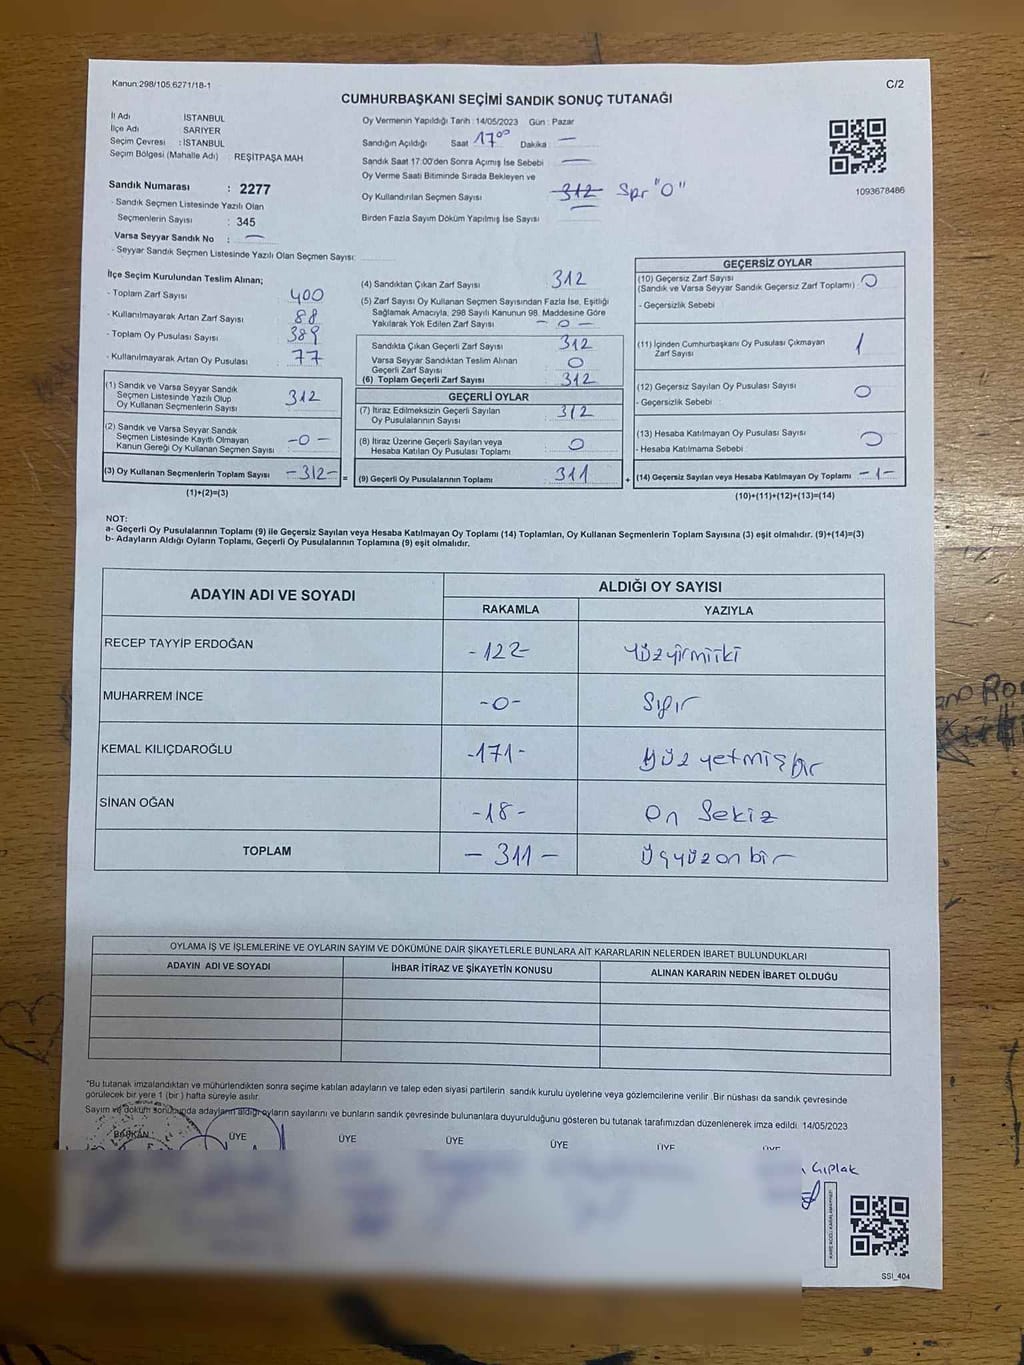 Kanun:298/105.6271/18-1
C/2
CUMHURBAŞKANI SEÇİMİ SANDIK SONUÇ TUTANAĞI
İl Adı İSTANBUL
İlçe Adı SARIYER
Seçim Çevresi : İSTANBUL
Seçim Bölgesi (Mahalle Adı) REŞİTPAŞA MAH
Sandık Numarası : 2277
- Sandık Seçmen Listesinde Yazılı Olan
Seçmenlerin Sayısı : 345
Varsa Seyyar Sandık No : —
- Seyyar Sandık Seçmen Listesinde Yazılı Olan Seçmen Sayısı:
Oy Vermenin Yapıldığı Tarih : 14/05/2023 Gün : Pazar
Sandığın Açıldığı Saat 17⁰⁰ Dakika —
Sandık Saat 17:00'den Sonra Açımış İse Sebebi —
Oy Verme Saati Bitiminde Sırada Bekleyen ve
Oy Kullandırılan Seçmen Sayısı 312 Spr "0"
Birden Fazla Sayım Döküm Yapılmış İse Sayısı
1093678486
İlçe Seçim Kurulundan Teslim Alınan;
- Toplam Zarf Sayısı 400
- Kullanılmayarak Artan Zarf Sayısı 88
- Toplam Oy Pusulası Sayısı 389
- Kullanılmayarak Artan Oy Pusulası 77
(1) Sandık ve Varsa Seyyar Sandık
Seçmen Listesinde Yazılı Olup
Oy Kullanan Seçmenlerin Sayısı 312
(2) Sandık ve Varsa Seyyar Sandık
Seçmen Listesinde Kayıtlı Olmayan
Kanun Gereği Oy Kullanan Seçmen Sayısı -0-
(3) Oy Kullanan Seçmenlerin Toplam Sayısı -312- =
(1)+(2)=(3)
(4) Sandıktan Çıkan Zarf Sayısı 312
(5) Zarf Sayısı Oy Kullanan Seçmen Sayısından Fazla İse, Eşitliği
Sağlamak Amacıyla, 298 Sayılı Kanunun 98. Maddesine Göre
Yakılarak Yok Edilen Zarf Sayısı - 0 -
Sandıkta Çıkan Geçerli Zarf Sayısı 312
Varsa Seyyar Sandıktan Teslim Alınan
Geçerli Zarf Sayısı 0
(6) Toplam Geçerli Zarf Sayısı 312
GEÇERLİ OYLAR
(7) İtiraz Edilmeksizin Geçerli Sayılan
Oy Pusulalarının Sayısı 312
(8) İtiraz Üzerine Geçerli Sayılan veya
Hesaba Katılan Oy Pusulası Toplamı 0
(9) Geçerli Oy Pusulalarının Toplamı 311 +
GEÇERSİZ OYLAR
(10) Geçersiz Zarf Sayısı
(Sandık ve Varsa Seyyar Sandık Geçersiz Zarf Toplamı) 0
- Geçersizlik Sebebi
(11) İçinden Cumhurbaşkanı Oy Pusulası Çıkmayan
Zarf Sayısı 1
(12) Geçersiz Sayılan Oy Pusulası Sayısı 0
- Geçersizlik Sebebi :
(13) Hesaba Katılmayan Oy Pusulası Sayısı 0
- Hesaba Katılmama Sebebi :
(14) Geçersiz Sayılan veya Hesaba Katılmayan Oy Toplamı -1-
(10)+(11)+(12)+(13)=(14)
NOT:
a- Geçerli Oy Pusulalarının Toplamı (9) ile Geçersiz Sayılan veya Hesaba Katılmayan Oy Toplamı (14) Toplamları, Oy Kullanan Seçmenlerin Toplam Sayısına (3) eşit olmalıdır. (9)+(14)=(3)
b- Adayların Aldığı Oyların Toplamı, Geçerli Oy Pusulalarının Toplamına (9) eşit olmalıdır.
ADAYIN ADI VE SOYADI ALDIĞI OY SAYISI
RAKAMLA YAZIYLA
RECEP TAYYİP ERDOĞAN -122- Yüzyirmiiki
MUHARREM İNCE -0- Sıfır
KEMAL KILIÇDAROĞLU -171- yüz yetmişbir
SİNAN OĞAN -18- On Sekiz
TOPLAM - 311 - Üçyüzonbir
OYLAMA İŞ VE İŞLEMLERİNE VE OYLARIN SAYIM VE DÖKÜMÜNE DAİR ŞİKAYETLERLE BUNLARA AİT KARARLARIN NELERDEN İBARET BULUNDUKLARI
ADAYIN ADI VE SOYADI İHBAR İTİRAZ VE ŞİKAYETİN KONUSU ALINAN KARARIN NEDEN İBARET OLDUĞU
"Bu tutanak imzalandıktan ve mühürlendikten sonra seçime katılan adayların ve talep eden siyasi partilerin sandık kurulu üyelerine veya gözlemcilerine verilir. Bir nüshası da sandık çevresinde
görülecek bir yere 1 (bir) hafta süreyle asılır.
Sayım ve döküm sonucunda adayların aldığı oyların sayılarını ve bunların sandık çevresinde bulunanlara duyurulduğunu gösteren bu tutanak tarafımızdan düzenlenerek imza edildi. 14/05/2023
BAŞKAN ÜYE ÜYE ÜYE ÜYE ÜYE ÜYE
Çıplak
SSI_404